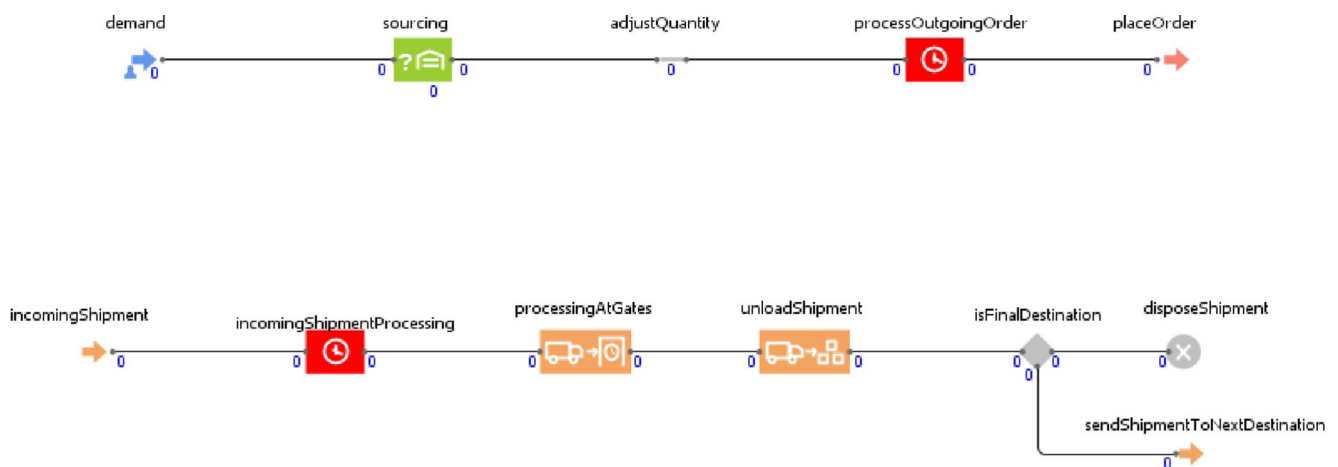 demand sourcing adjustQuantity processOutgoingOrder placeOrder
?
0 0 0 0 0 0 0
0
incomingShipment incomingShipmentProcessing processingAtGates unloadShipment isFinalDestination disposeShipment
0 0 0 0 0 0 0 0 0 0
0
sendShipmentToNextDestination
0